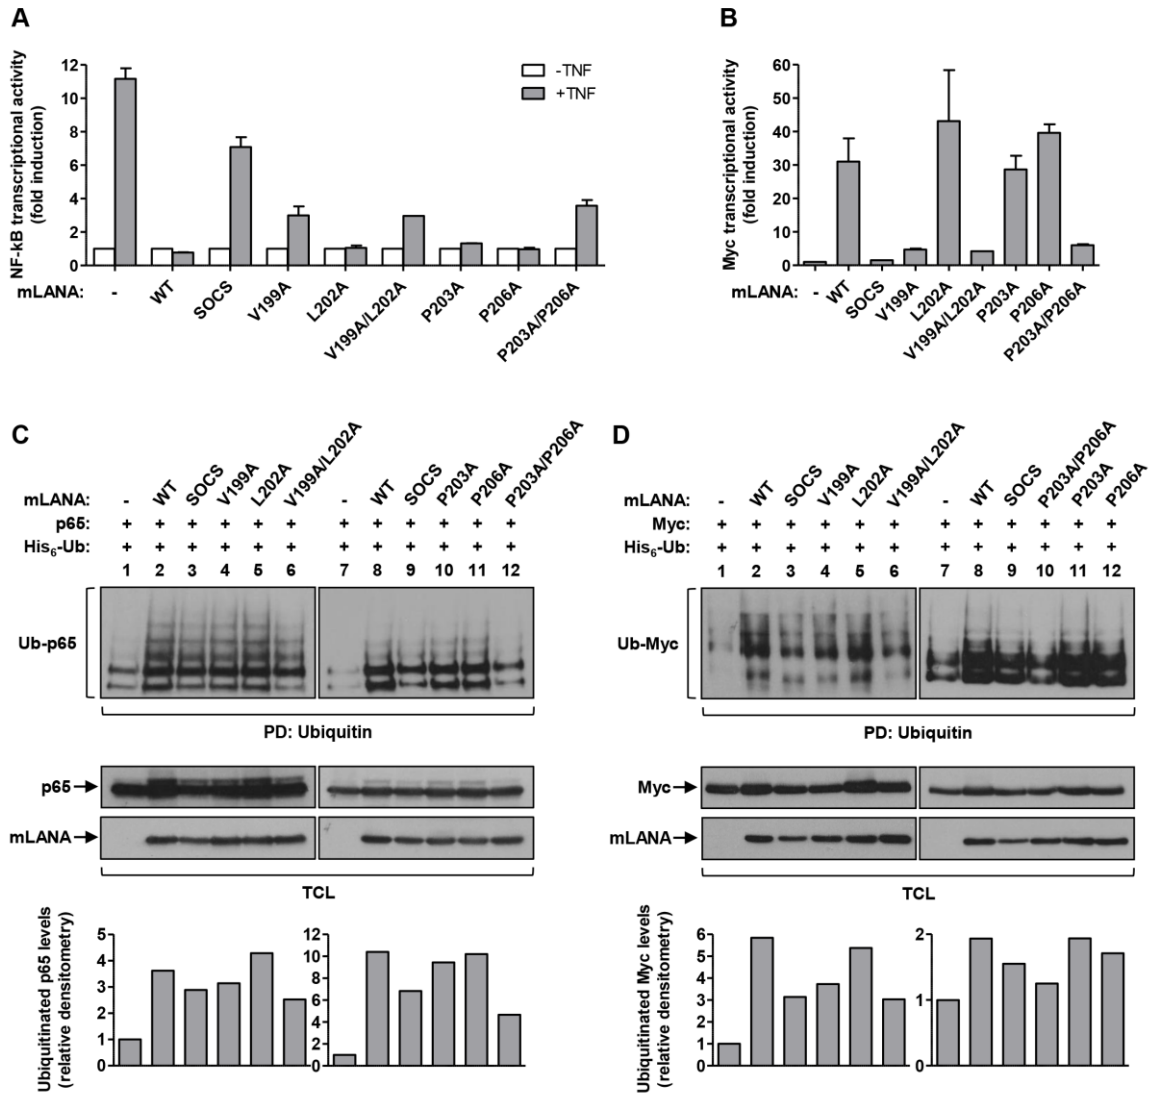 A
NF-kB transcriptional activity
(fold induction)
12
10
8
6
4
2
0
-TNF
+TNF
mLANA:
-
WT
SOCS
V199A
L202A
V199A/L202A
P203A
P206A
P203A/P206A
B
Myc transcriptional activity
(fold induction)
60
50
40
30
20
10
0
mLANA:
-
WT
SOCS
V199A
L202A
V199A/L202A
P203A
P206A
P203A/P206A
C
mLANA: - WT SOCS V199A L202A V199A/L202A - WT SOCS P203A P206A P203A/P206A
p65: + + + + + + + + + + + +
His6-Ub: + + + + + + + + + + + +
1 2 3 4 5 6 7 8 9 10 11 12
Ub-p65
PD: Ubiquitin
p65
mLANA
TCL
Ubiquitinated p65 levels
(relative densitometry)
5
4
3
2
1
0
12
10
8
6
4
2
0
D
mLANA: - WT SOCS V199A L202A V199A/L202A - WT SOCS P203A/P206A P203A P206A
Myc: + + + + + + + + + + + +
His6-Ub: + + + + + + + + + + + +
1 2 3 4 5 6 7 8 9 10 11 12
Ub-Myc
PD: Ubiquitin
Myc
mLANA
TCL
Ubiquitinated Myc levels
(relative densitometry)
6
5
4
3
2
1
0
2
1
0